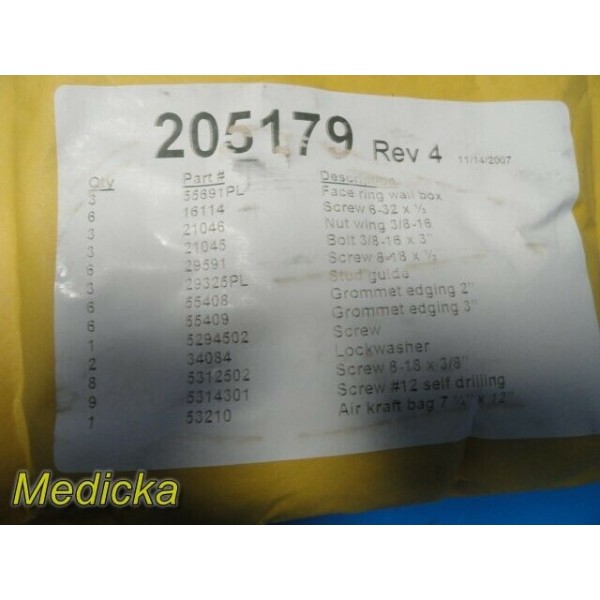 205179 Rev 4 11/14/2007
Qty Part # Description
3 55691PL Face ring wall box
6 16114 Screw 6-32 x ½
3 21046 Nut wing 3/8-16
3 21045 Bolt 3/8-16 x 3"
6 29591 Screw 8-18 x ½
3 29325PL Stud guide
6 55408 Grommet edging 2"
6 55409 Grommet edging 3"
1 5294502 Screw
2 34084 Lockwasher
8 5312502 Screw 8-18 x 3/8"
9 5314301 Screw #12 self drilling
1 53210 Air kraft bag 7 ¼" x 12"
Medicka